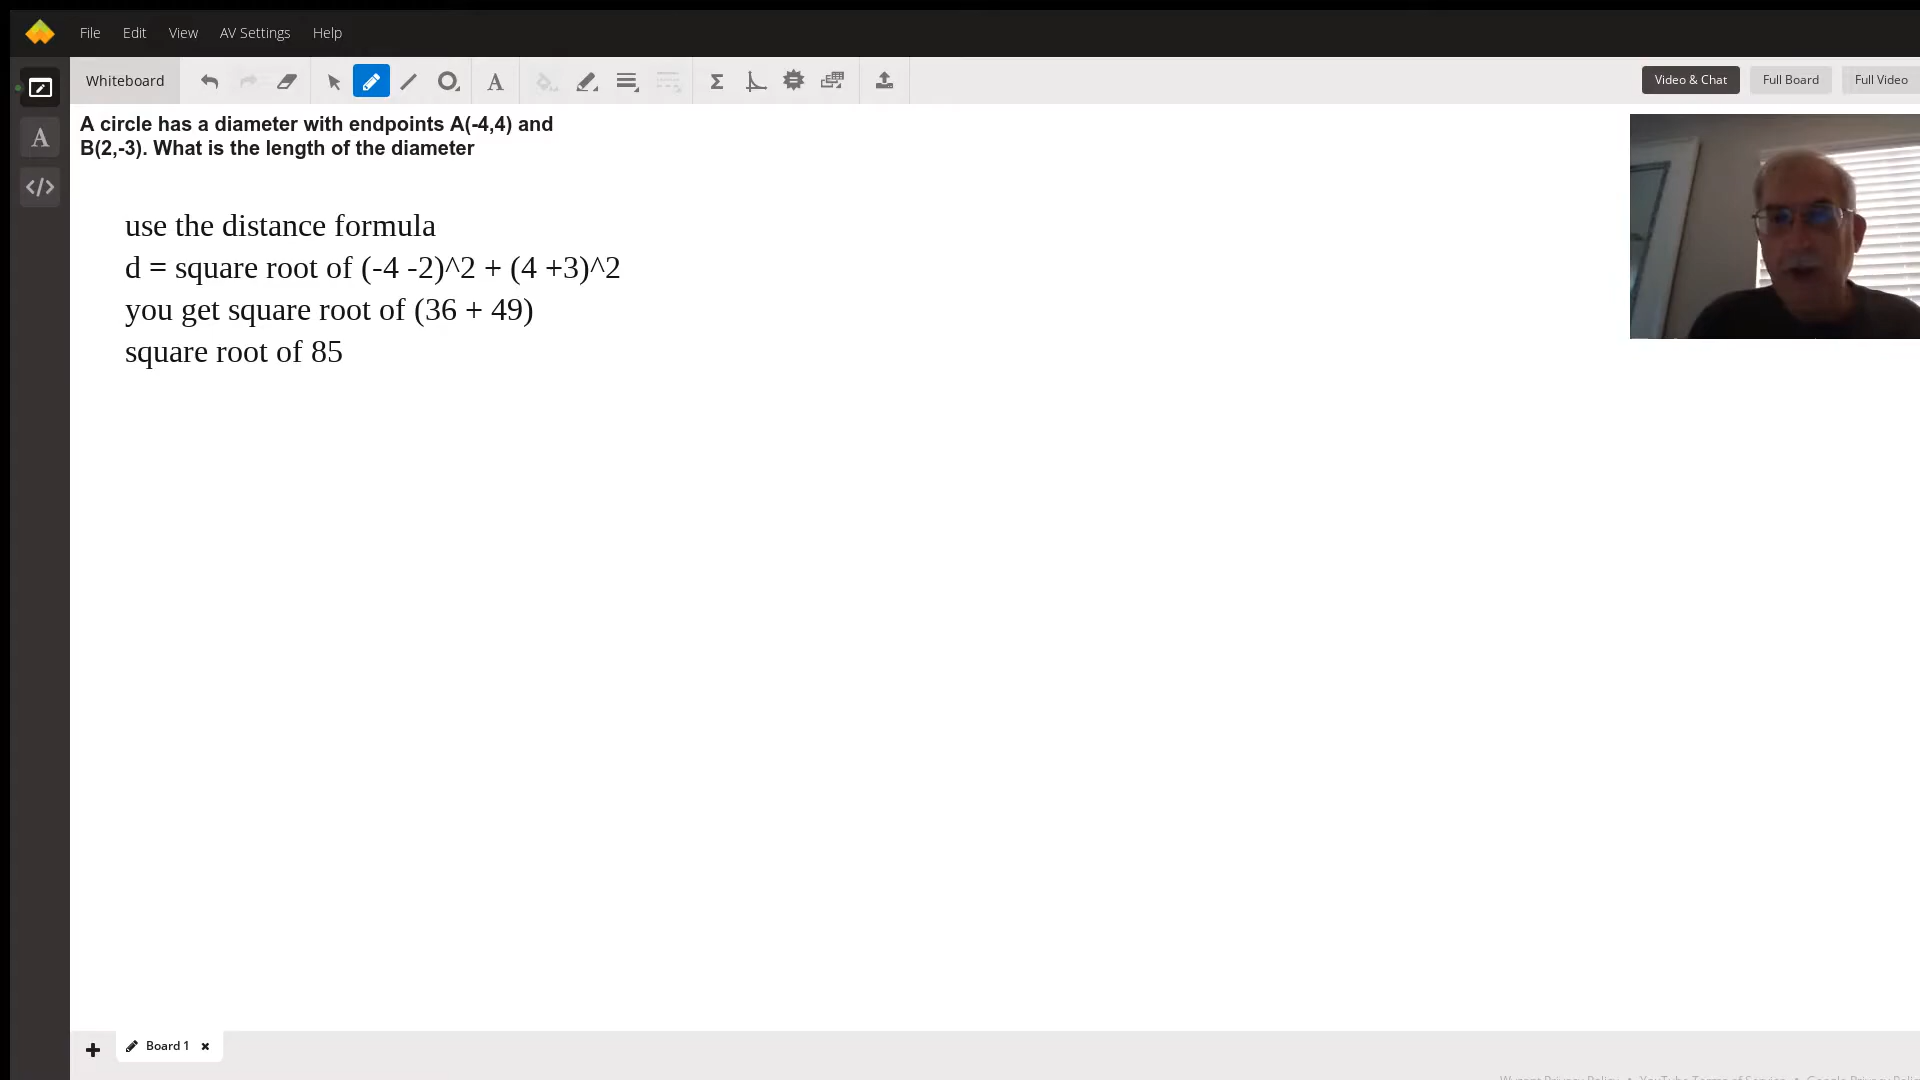 File Edit View AV Settings Help
Whiteboard
Video & Chat Full Board Full Video
A circle has a diameter with endpoints A(-4,4) and
B(2,-3). What is the length of the diameter
use the distance formula
d = square root of (-4 -2)^2 + (4 +3)^2
you get square root of (36 + 49)
square root of 85
Board 1